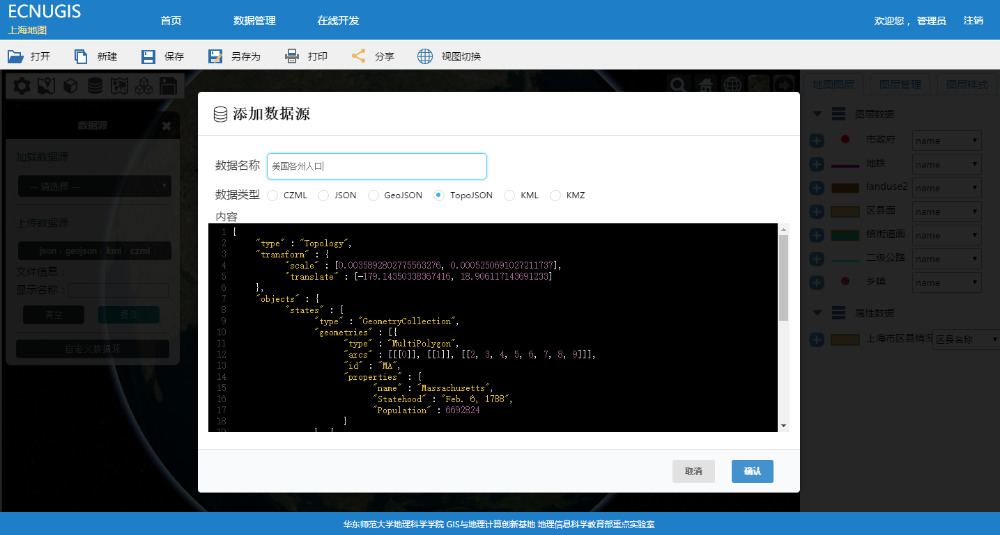 ECNUGIS
上海地图
首页 数据管理 在线开发
欢迎您， 管理员 注销
打开 新建 保存 另存为 打印 分享 视图切换
数据源
加载数据源
-- 请选择 --
上传数据源
json、geojson、kml、czml
文件信息：
显示名称：
清空 提交
自定义数据源
添加数据源
数据名称 美国各州人口
数据类型 CZML JSON GeoJSON TopoJSON KML KMZ
内容
1 {
2 "type" : "Topology",
3 "transform" : {
4 "scale" : [0.0035892802775563276, 0.0005250691027211737],
5 "translate" : [-179.14350338367416, 18.906117143691233]
6 },
7 "objects" : {
8 "states" : {
9 "type" : "GeometryCollection",
10 "geometries" : [{
11 "type" : "MultiPolygon",
12 "arcs" : [[[0]], [[1]], [[2, 3, 4, 5, 6, 7, 8, 9]]],
13 "id" : "MA",
14 "properties" : {
15 "name" : "Massachusetts",
16 "Statehood" : "Feb. 6, 1788",
17 "Population" : 6692824
18 }
19 }, {
取消 确认
地图图层 图层管理 图层样式
图层数据
市政府 name
地铁 name
landuse2 name
区县面 name
镇街道面 name
二级公路 name
乡镇 name
属性数据
上海市区县情况 区县名称
华东师范大学地理科学学院 GIS与地理计算创新基地 地理信息科学教育部重点实验室